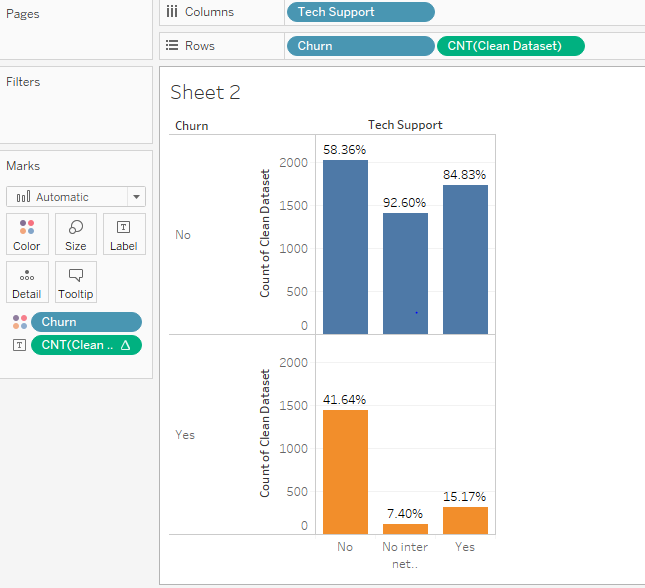 Pages
Columns
Tech Support
Rows
Churn
CNT(Clean Dataset)
Filters
Marks
Automatic
Color
Size
Label
Detail
Tooltip
Churn
CNT(Clean ..
Sheet 2
Churn
Tech Support
No
Count of Clean Dataset
2000
1500
1000
500
0
58.36%
92.60%
84.83%
Yes
Count of Clean Dataset
2000
1500
1000
500
0
41.64%
7.40%
15.17%
No
No inter
net..
Yes